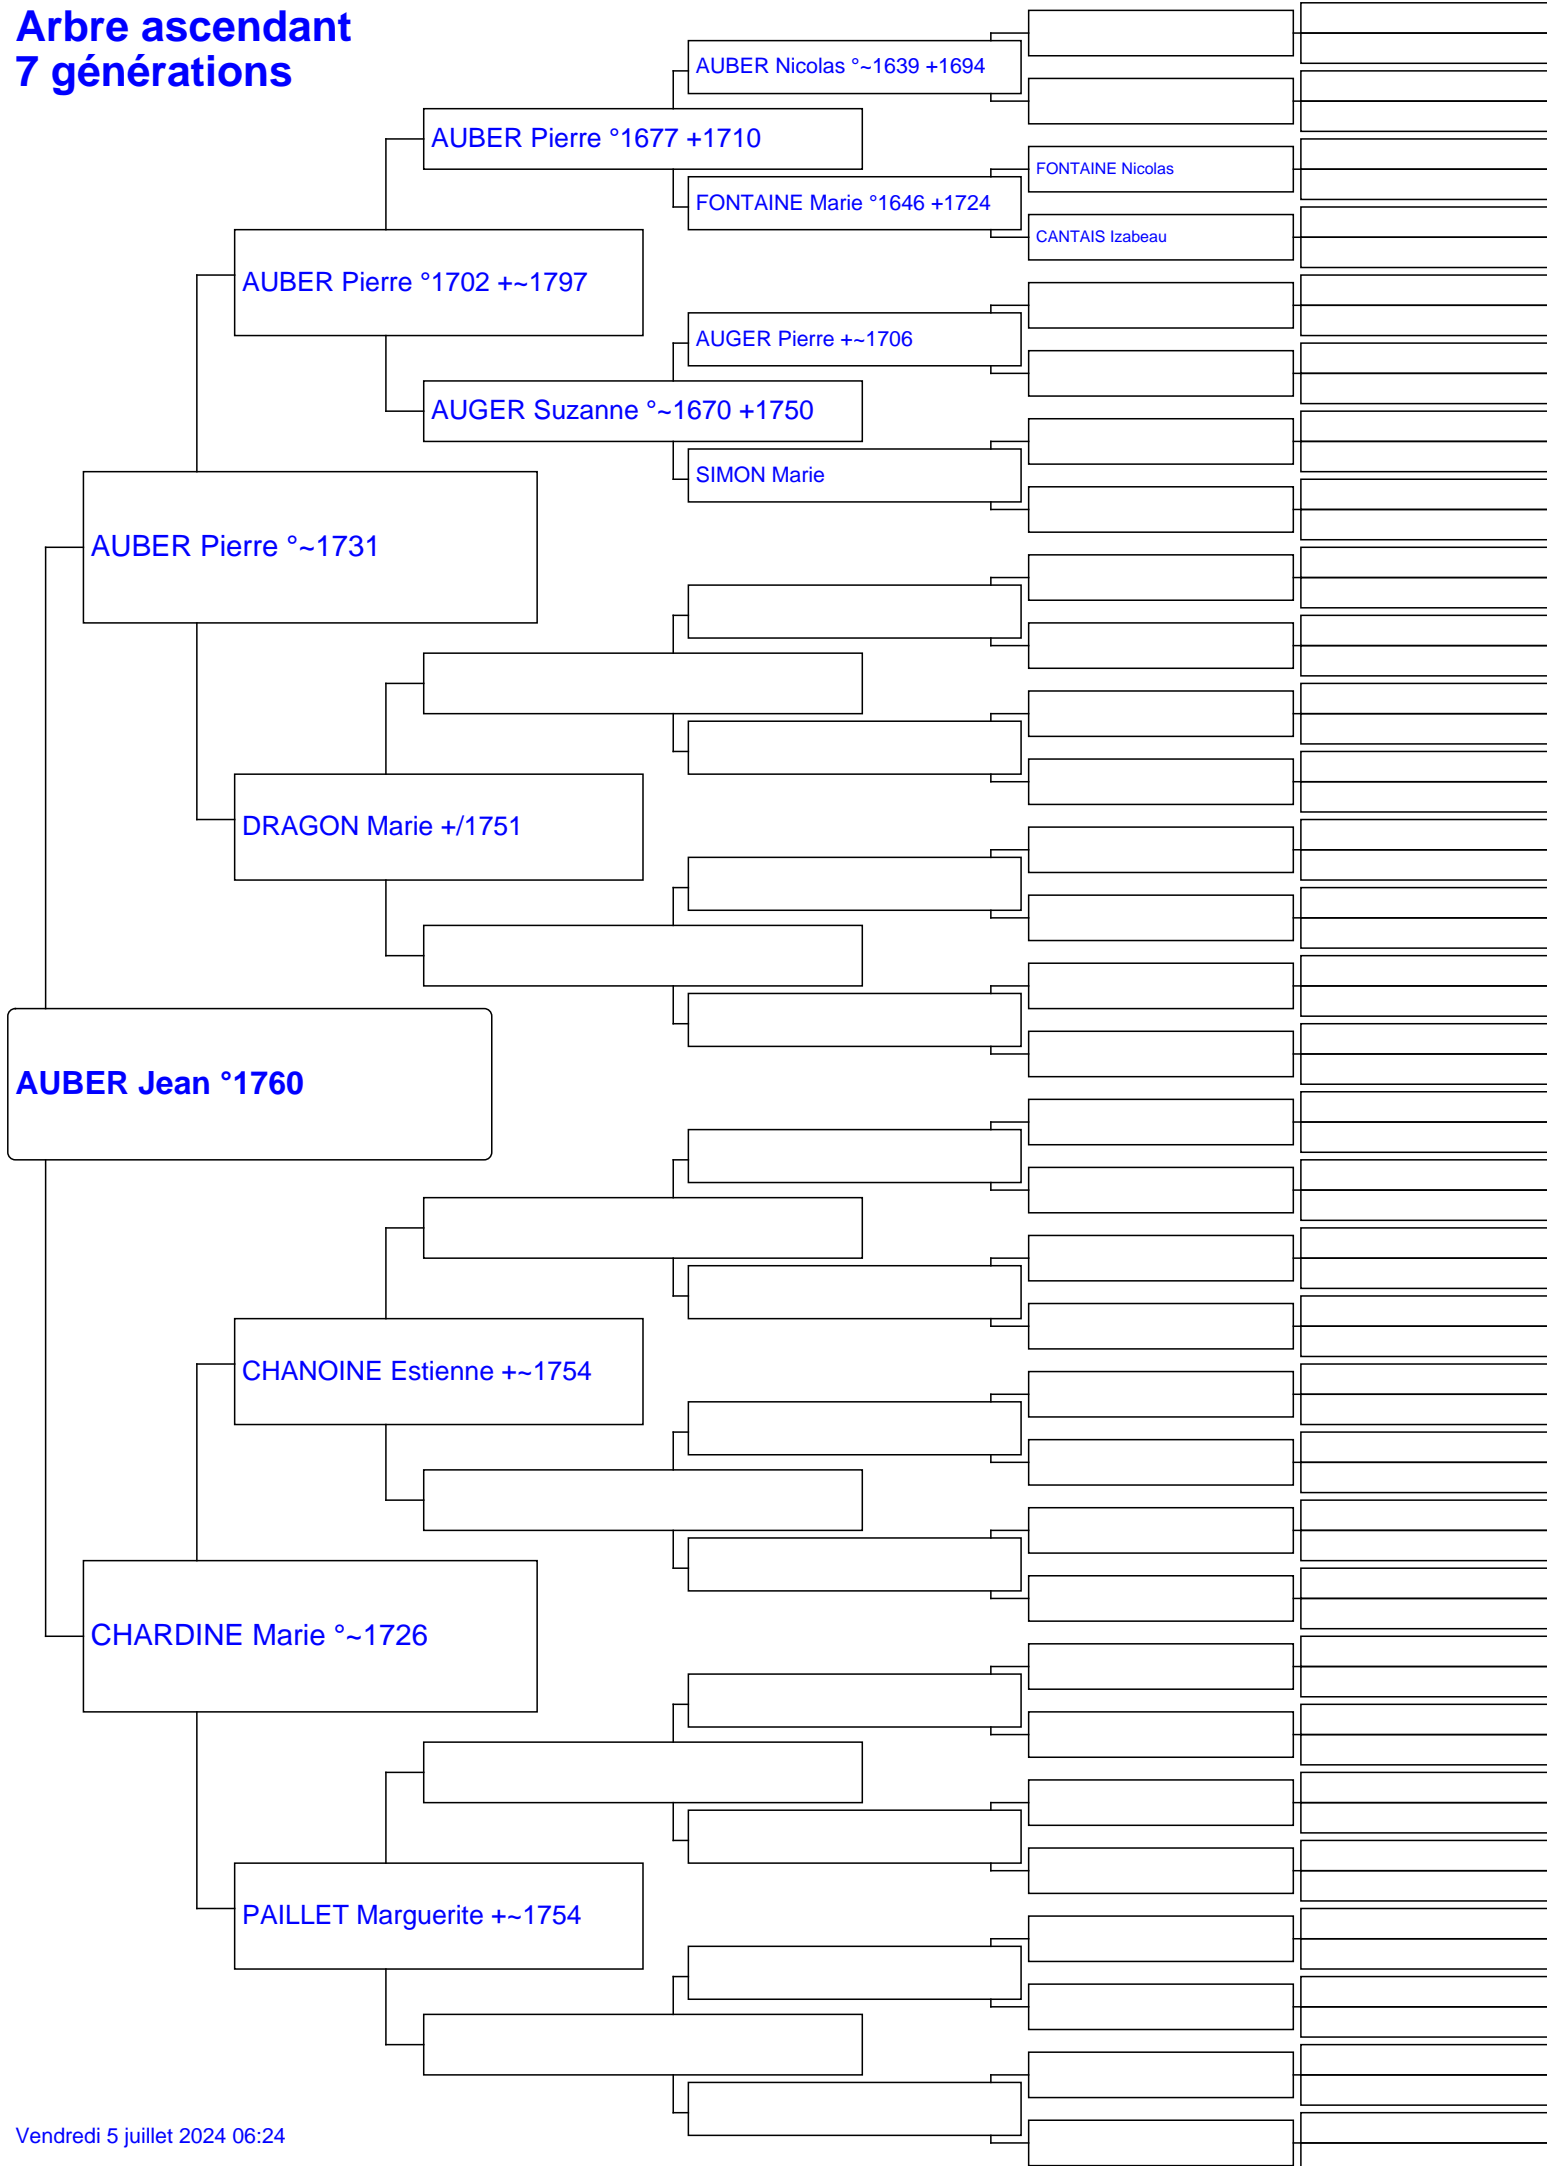 Arbre ascendant
7 générations
AUBER Nicolas °~1639 +1694
AUBER Pierre °1677 +1710
FONTAINE Nicolas
FONTAINE Marie °1646 +1724
CANTAIS Izabeau
AUBER Pierre °1702 +~1797
AUGER Pierre +~1706
AUGER Suzanne °~1670 +1750
SIMON Marie
AUBER Pierre °~1731
DRAGON Marie +/1751
AUBER Jean °1760
CHANOINE Estienne +~1754
CHARDINE Marie °~1726
PAILLET Marguerite +~1754
Vendredi 5 juillet 2024 06:24